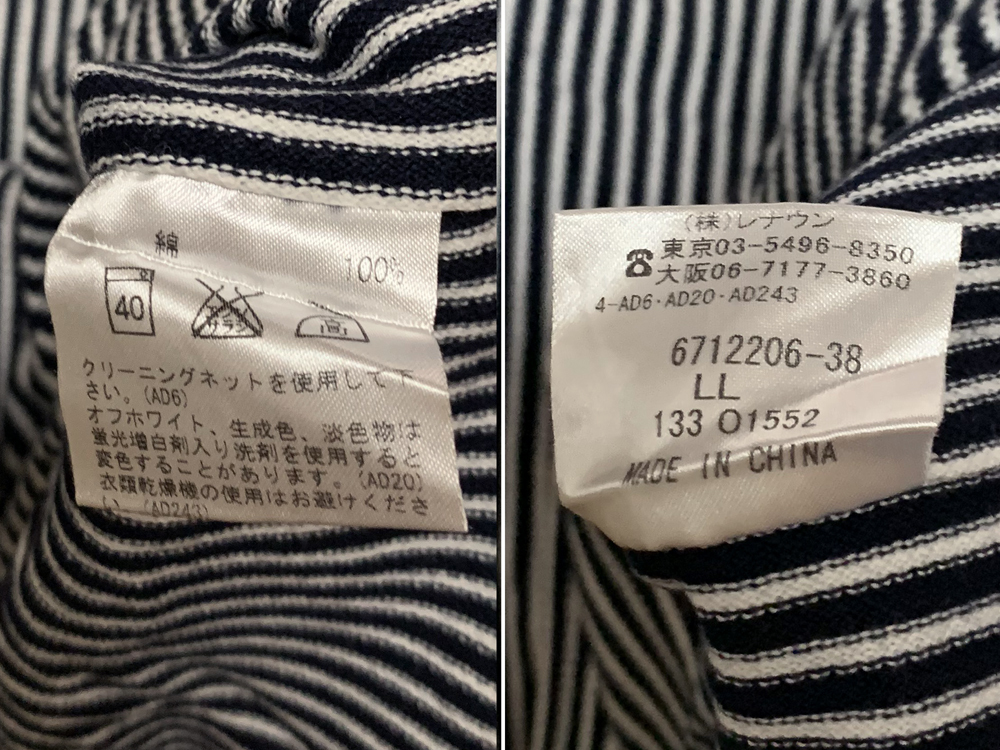 綿
100%
40
サラシ
高
クリーニングネットを使用して下
さい。(AD6)
オフホワイト、生成色、淡色物は
蛍光増白剤入り洗剤を使用すると
変色することがあります。(AD20)
衣類乾燥機の使用はお避けくださ
い。(AD243)
(株)レナウン
☎東京03-5496-8350
大阪06-7177-3860
4-AD6·AD20·AD243
6712206-38
LL
133 O1552
MADE IN CHINA